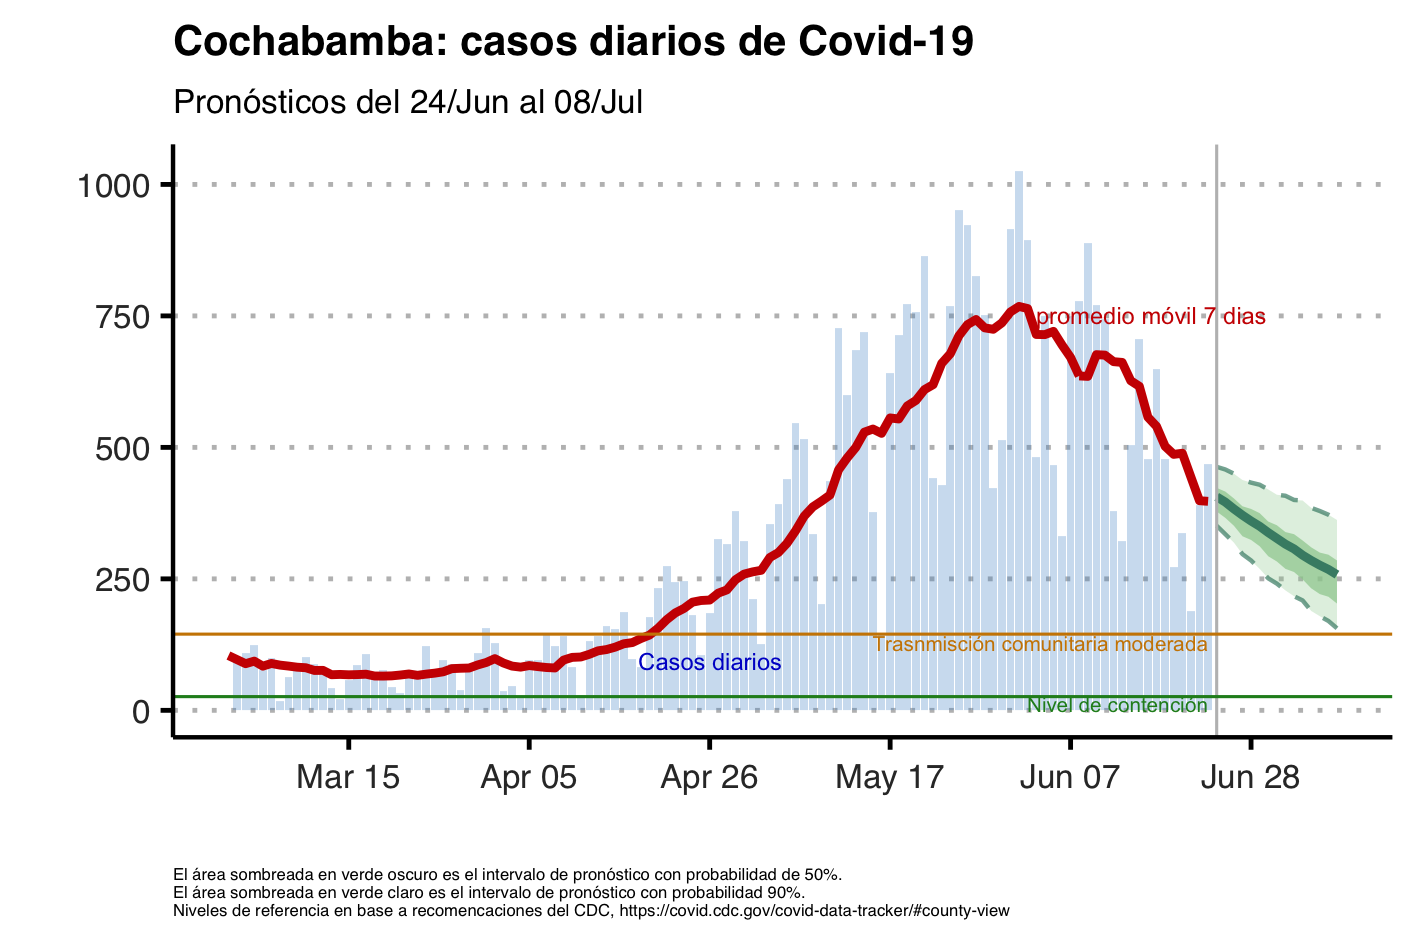 Cochabamba: casos diarios de Covid-19
Pronósticos del 24/Jun al 08/Jul
1000
750
promedio móvil 7 dias
500
250
Trasnmisción comunitaria moderada
Casos diarios
Nivel de contención
0
Mar 15 Apr 05 Apr 26 May 17 Jun 07 Jun 28
El área sombreada en verde oscuro es el intervalo de pronóstico con probabilidad de 50%.
El área sombreada en verde claro es el intervalo de pronóstico con probabilidad 90%.
Niveles de referencia en base a recomencaciones del CDC, https://covid.cdc.gov/covid-data-tracker/#county-view